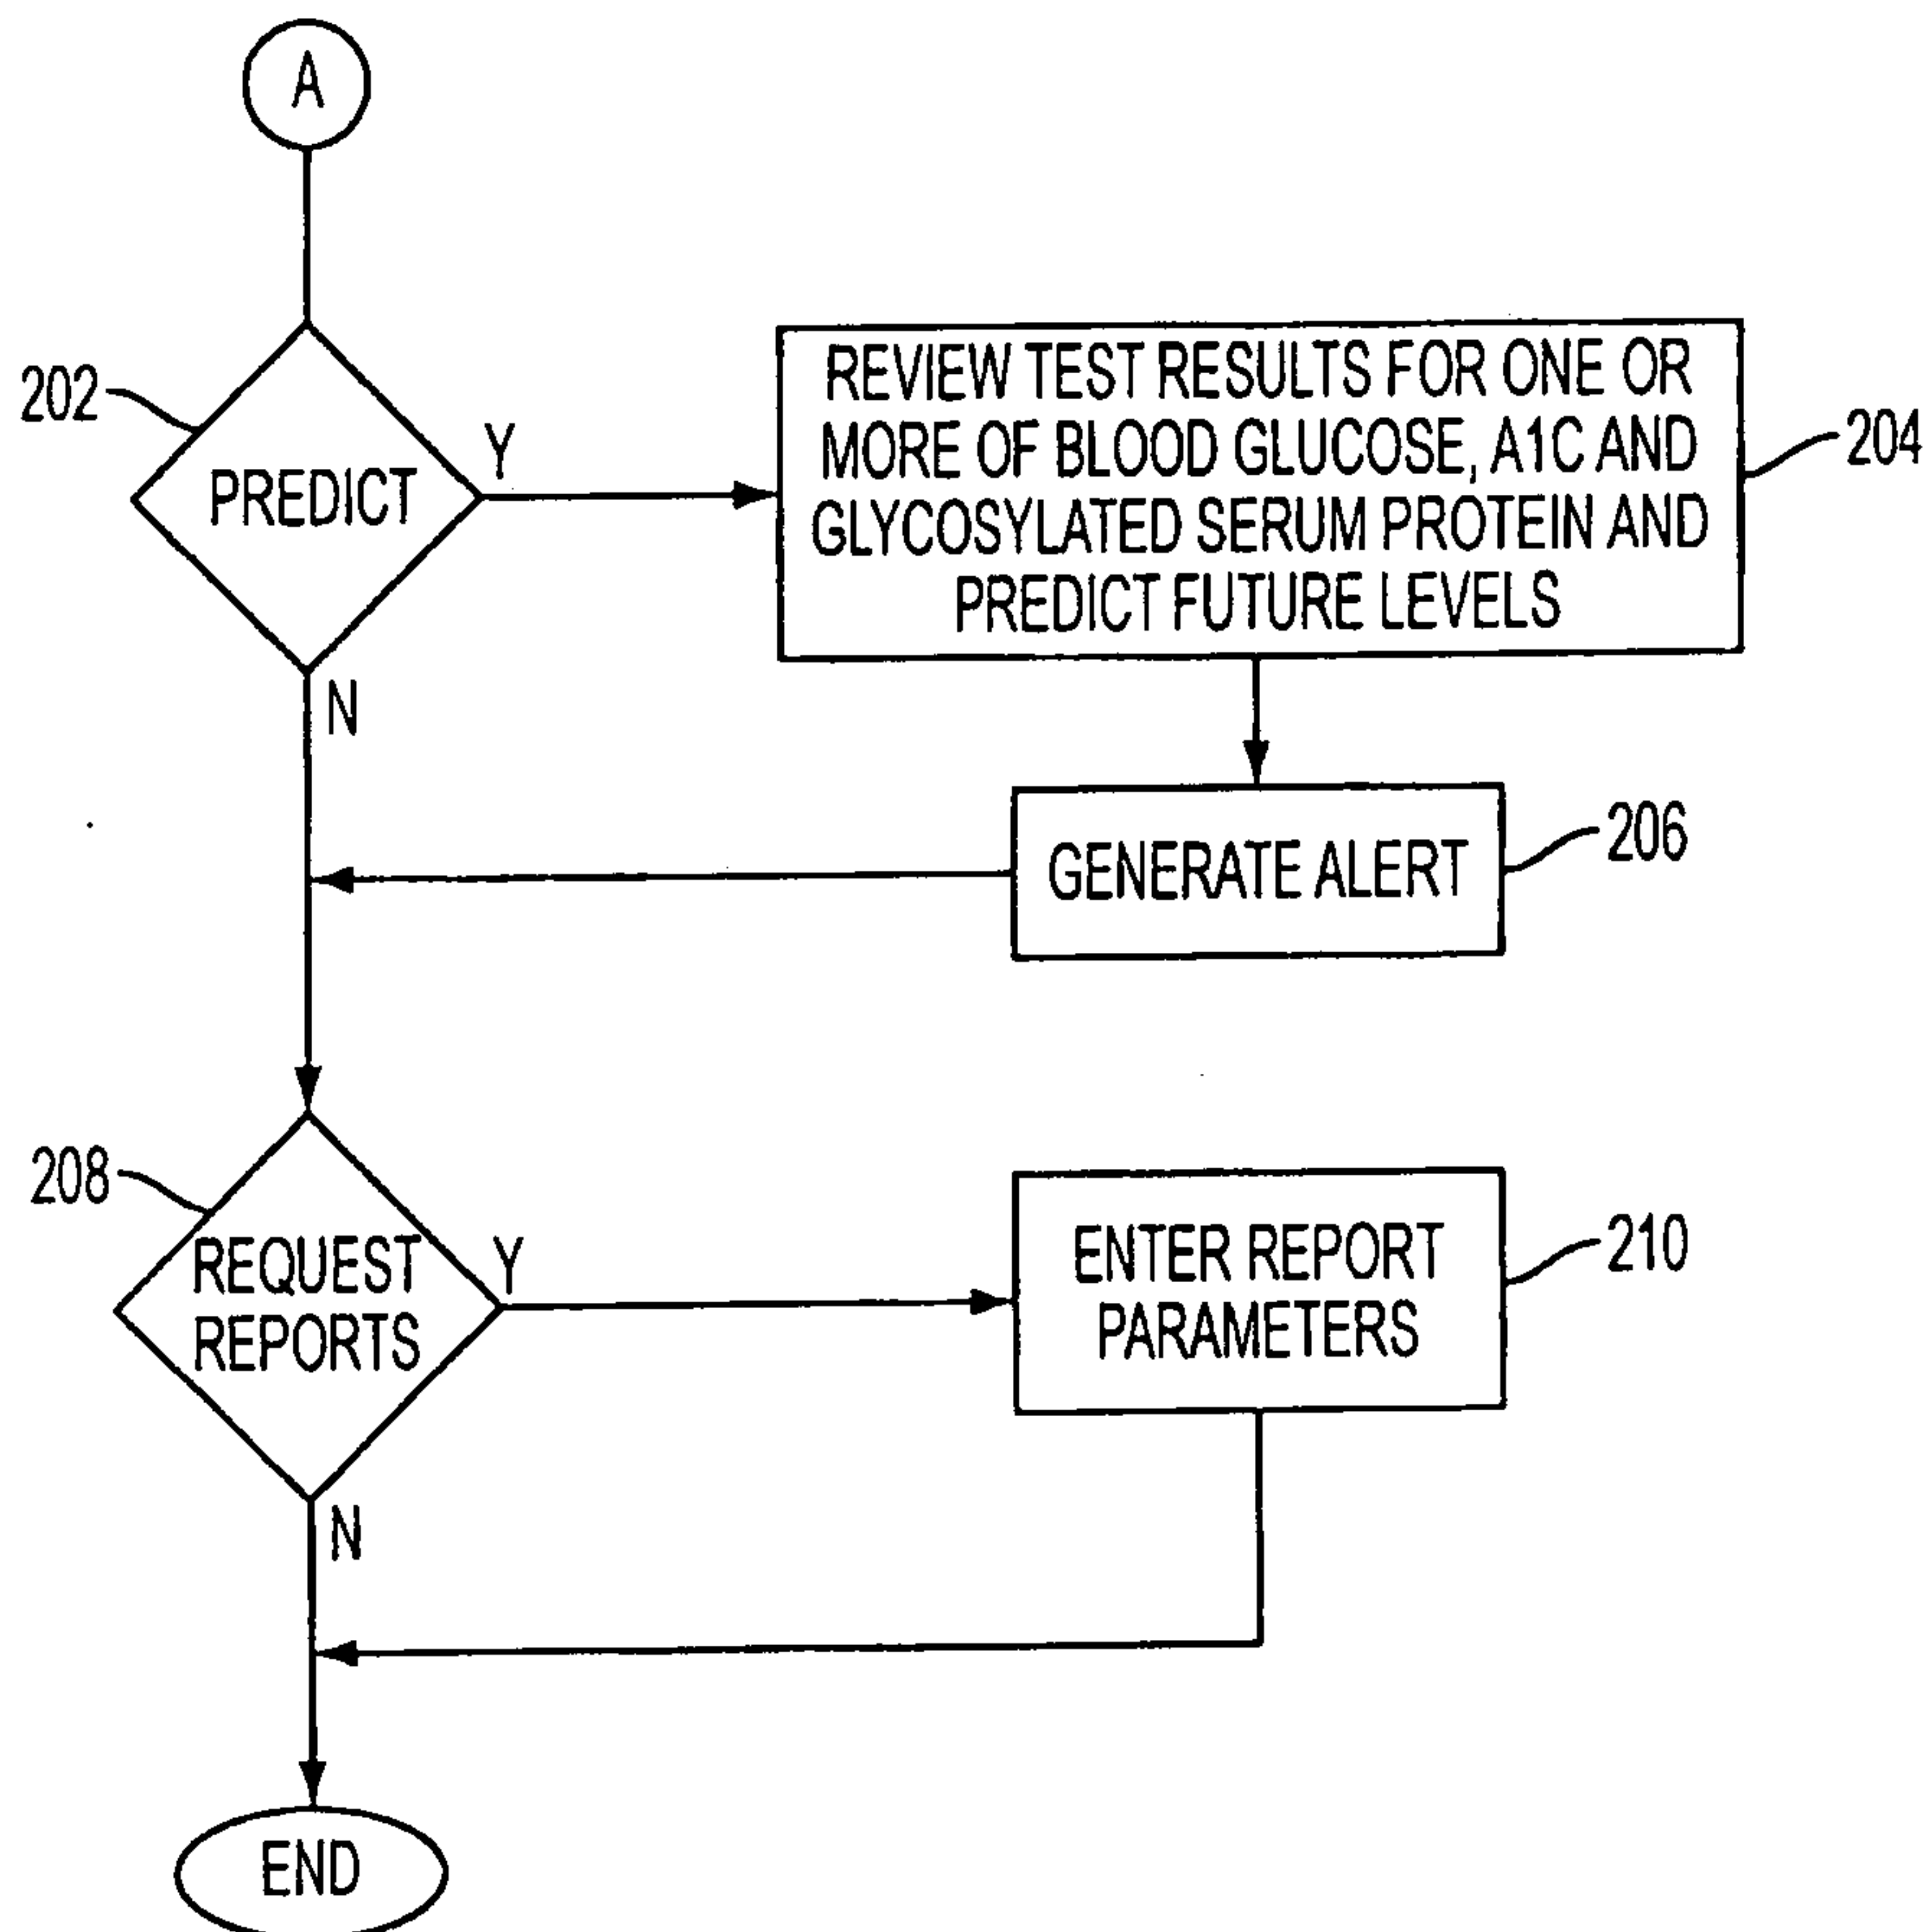 A
202
PREDICT
Y
N
REVIEW TEST RESULTS FOR ONE OR
MORE OF BLOOD GLUCOSE, A1C AND
GLYCOSYLATED SERUM PROTEIN AND
PREDICT FUTURE LEVELS
204
GENERATE ALERT
206
208
REQUEST
REPORTS
Y
N
ENTER REPORT
PARAMETERS
210
END